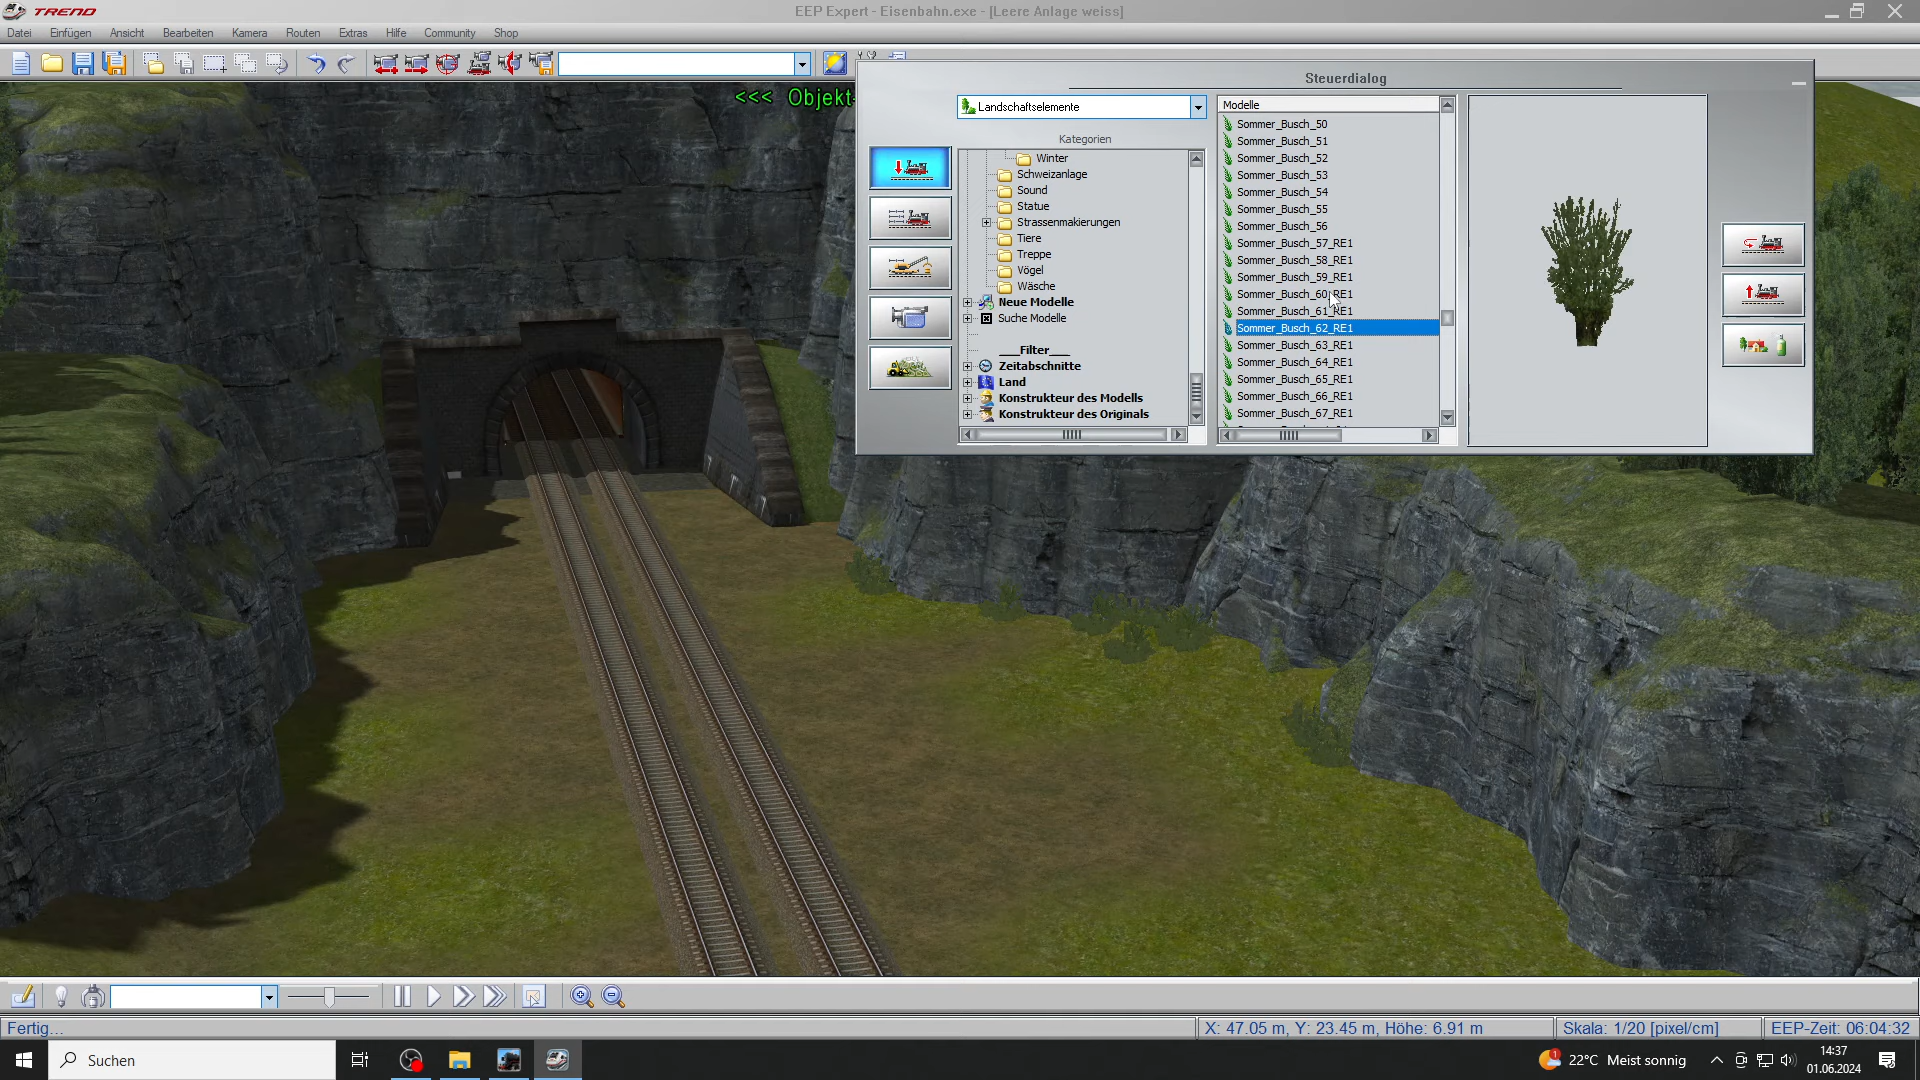 TREND
EEP Expert - Eisenbahn.exe - [Leere Anlage weiss]
Datei Einfügen Ansicht Bearbeiten Kamera Routen Extras Hilfe Community Shop
<<< Objekt-
Steuerdialog
Landschaftselemente
Kategorien
Winter
Schweizanlage
Sound
Statue
Strassenmakierungen
Tiere
Treppe
Vögel
Wäsche
Neue Modelle
Suche Modelle
___Filter___
Zeitabschnitte
Land
Konstrukteur des Modells
Konstrukteur des Originals
Modelle
Sommer_Busch_50
Sommer_Busch_51
Sommer_Busch_52
Sommer_Busch_53
Sommer_Busch_54
Sommer_Busch_55
Sommer_Busch_56
Sommer_Busch_57_RE1
Sommer_Busch_58_RE1
Sommer_Busch_59_RE1
Sommer_Busch_60_RE1
Sommer_Busch_61_RE1
Sommer_Busch_62_RE1
Sommer_Busch_63_RE1
Sommer_Busch_64_RE1
Sommer_Busch_65_RE1
Sommer_Busch_66_RE1
Sommer_Busch_67_RE1
Fertig...
X: 47.05 m, Y: 23.45 m, Höhe: 6.91 m
Skala: 1/20 [pixel/cm]
EEP-Zeit: 06:04:32
Suchen
1
22°C Meist sonnig
14:37
01.06.2024